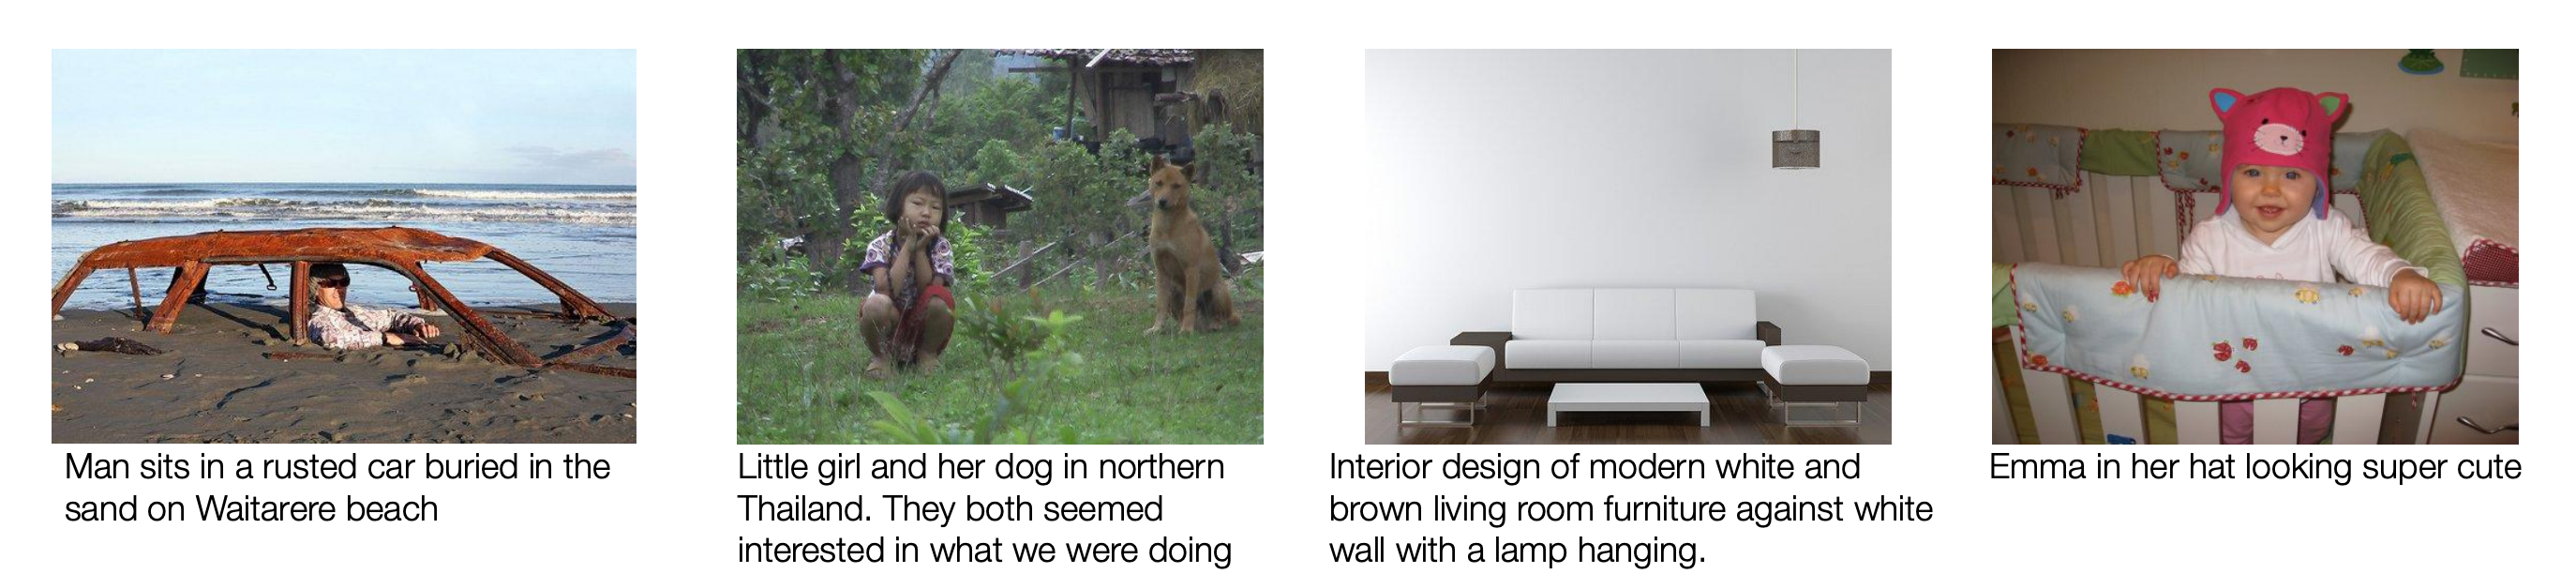 Man sits in a rusted car buried in the
sand on Waitarere beach
Little girl and her dog in northern
Thailand. They both seemed
interested in what we were doing
Interior design of modern white and
brown living room furniture against white
wall with a lamp hanging.
Emma in her hat looking super cute